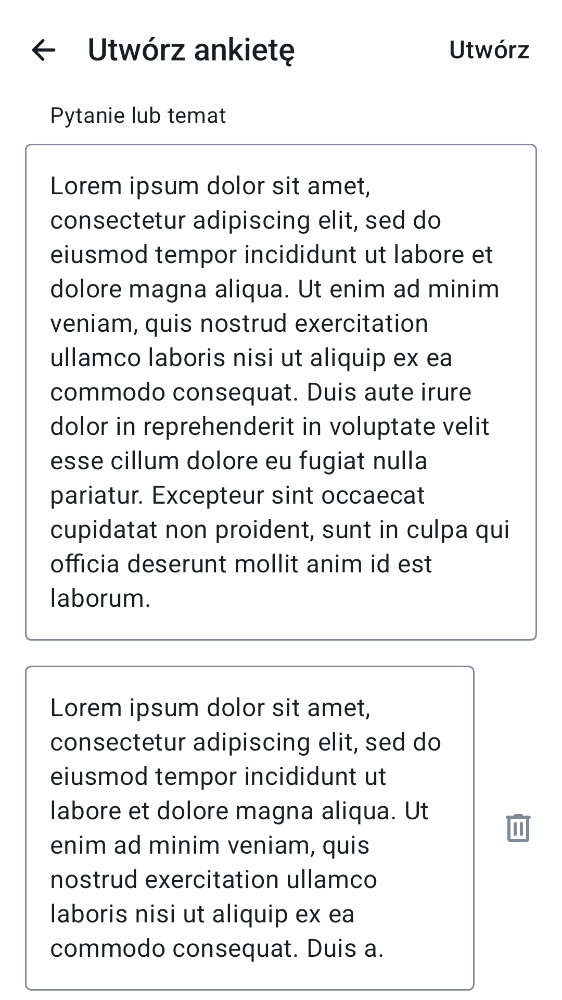 Utwórz ankietę
Utwórz
Pytanie lub temat
Lorem ipsum dolor sit amet,
consectetur adipiscing elit, sed do
eiusmod tempor incididunt ut labore et
dolore magna aliqua. Ut enim ad minim
veniam, quis nostrud exercitation
ullamco laboris nisi ut aliquip ex ea
commodo consequat. Duis aute irure
dolor in reprehenderit in voluptate velit
esse cillum dolore eu fugiat nulla
pariatur. Excepteur sint occaecat
cupidatat non proident, sunt in culpa qui
officia deserunt mollit anim id est
laborum.
Lorem ipsum dolor sit amet,
consectetur adipiscing elit, sed do
eiusmod tempor incididunt ut
labore et dolore magna aliqua. Ut
enim ad minim veniam, quis
nostrud exercitation ullamco
laboris nisi ut aliquip ex ea
commodo consequat. Duis a.